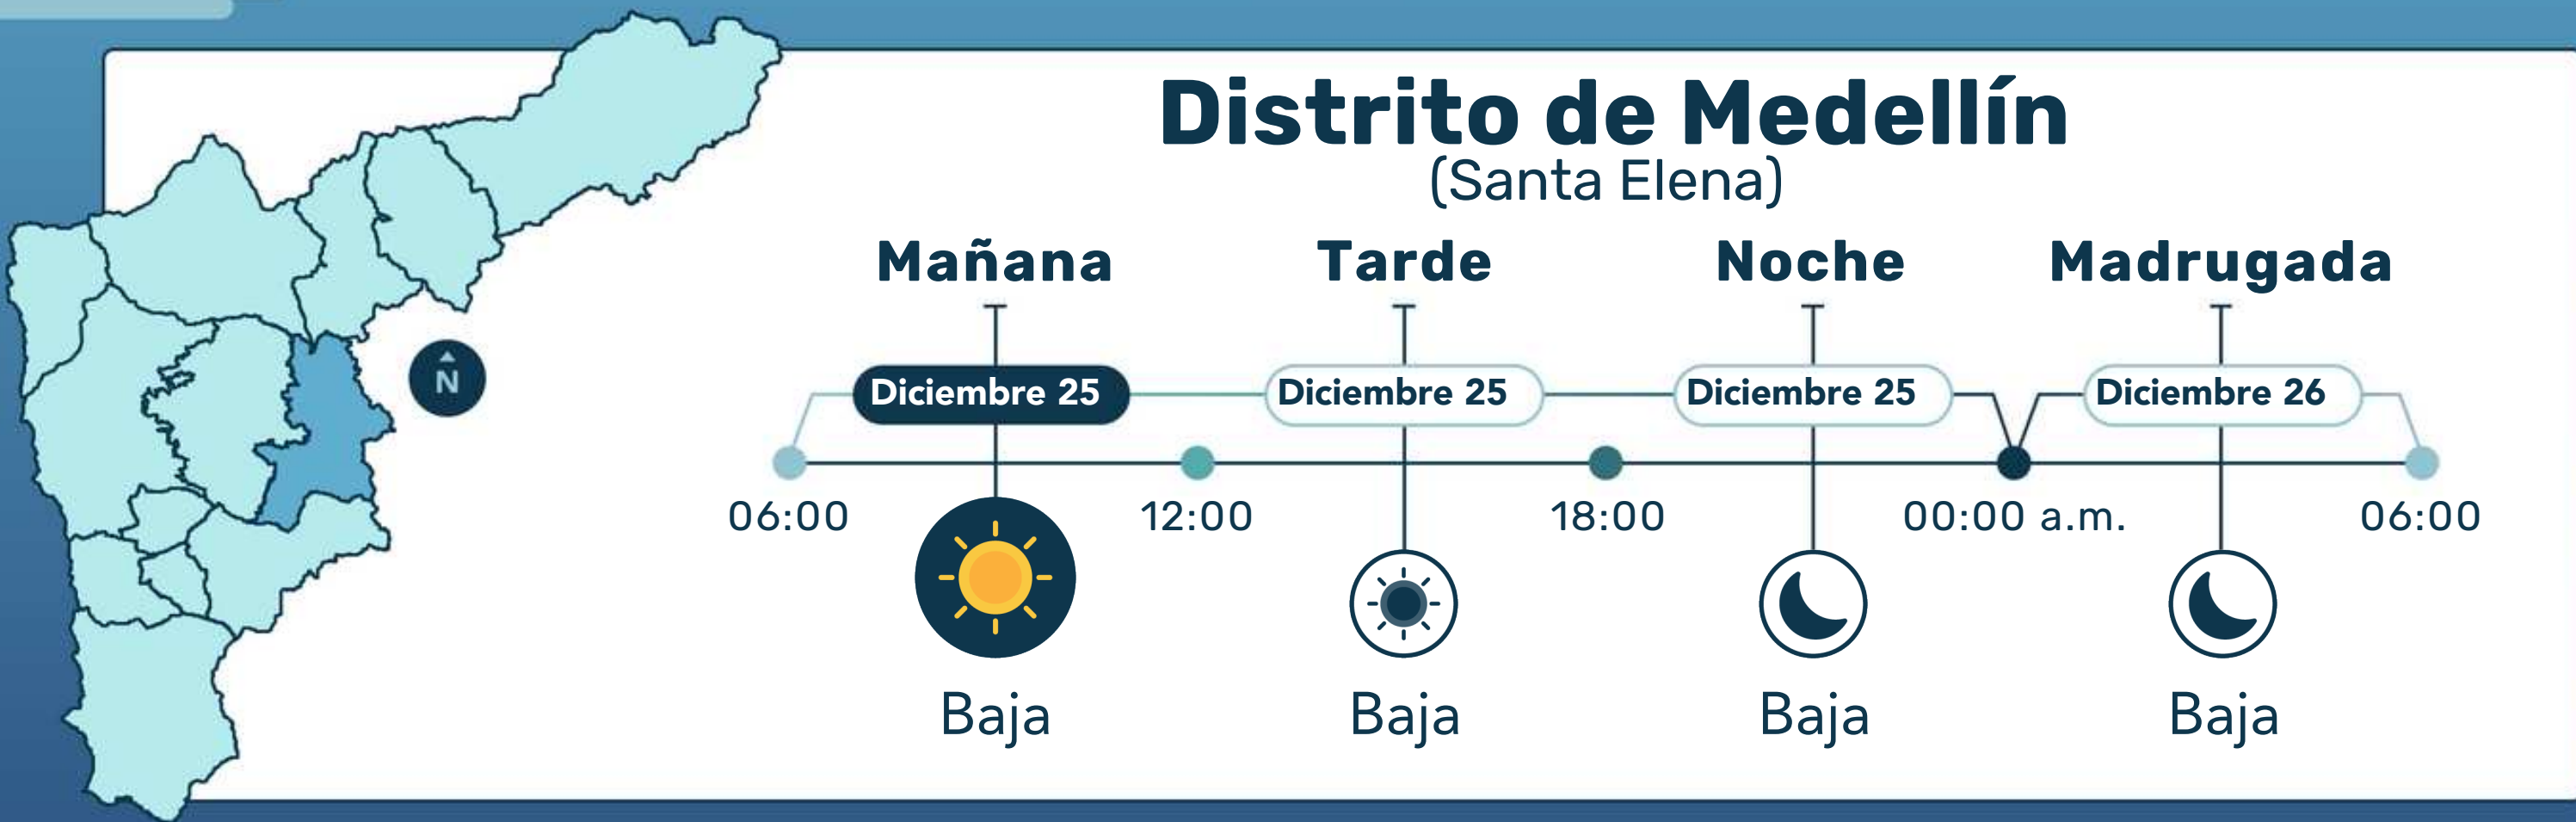 Distrito de Medellín
(Santa Elena)
Mañana Tarde Noche Madrugada
N
Diciembre 25 Diciembre 25 Diciembre 25 Diciembre 26
06:00 12:00 18:00 00:00 a.m. 06:00
Baja Baja Baja Baja